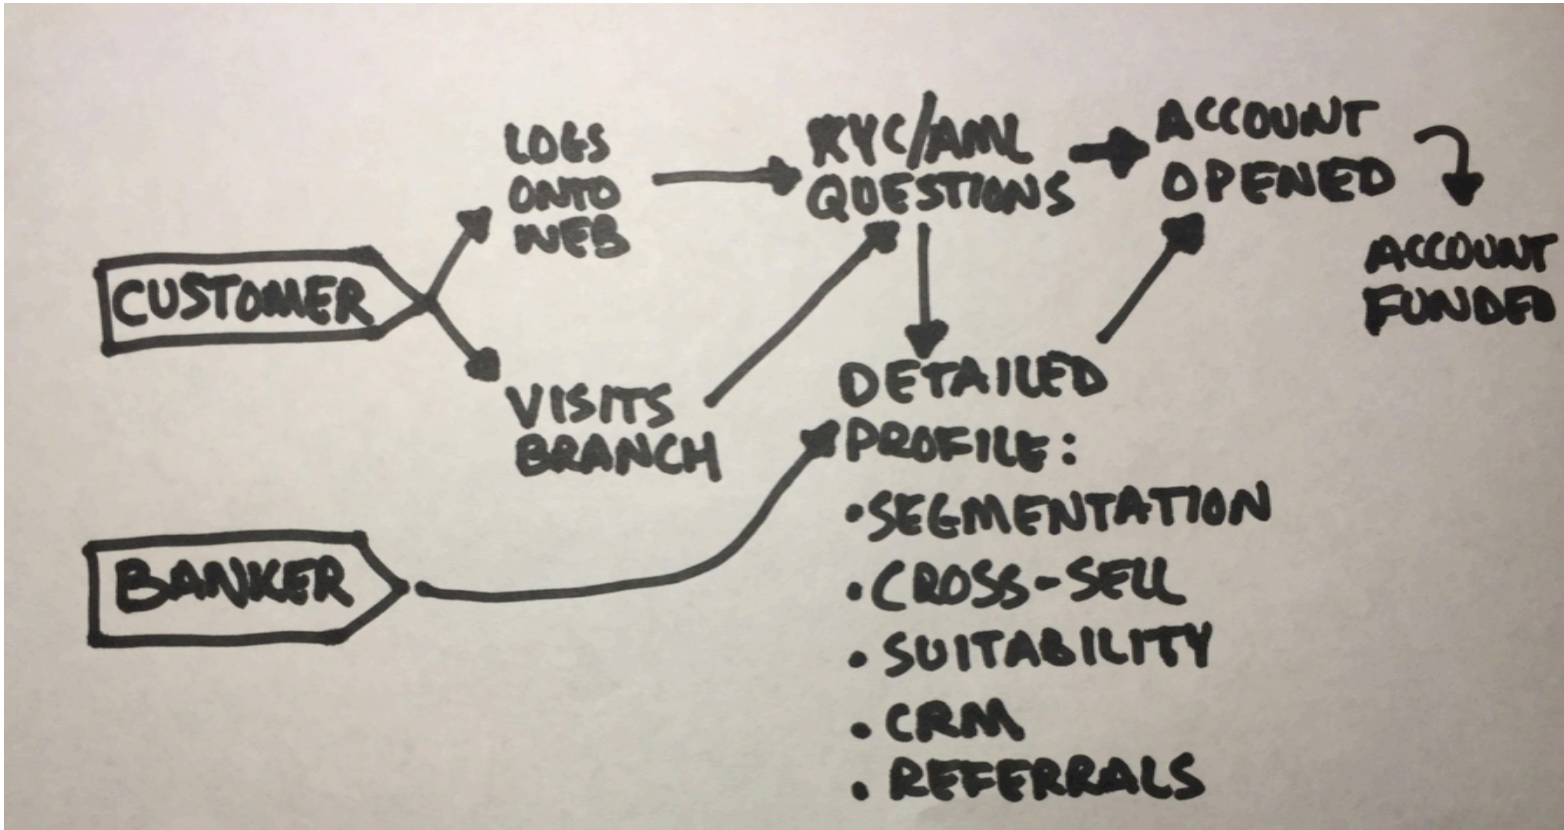 LOGS
ONTO
WEB
KYC/AML
QUESTIONS
ACCOUNT
OPENED
ACCOUNT
FUNDED
CUSTOMER
VISITS
BRANCH
BANKER
DETAILED
PROFILE:
•SEGMENTATION
•CROSS-SELL
•SUITABILITY
•CRM
•REFERRALS